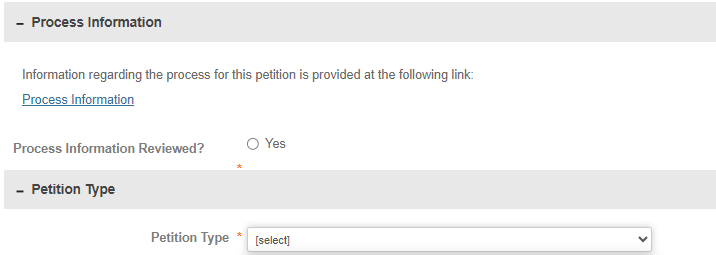 – Process Information
Information regarding the process for this petition is provided at the following link:
Process Information
Process Information Reviewed? Yes
*
– Petition Type
Petition Type * [select]